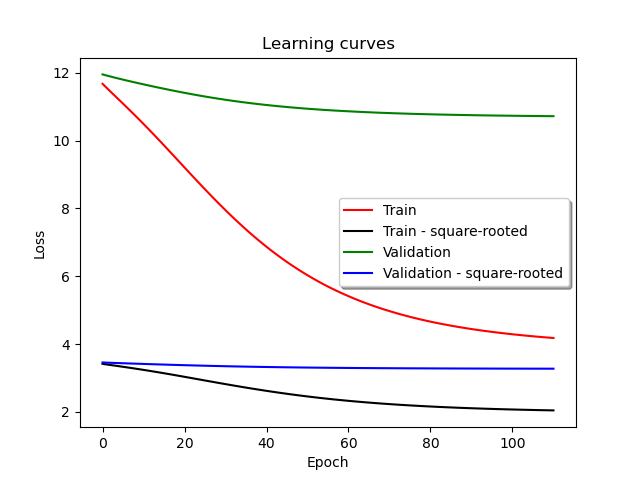 Learning curves
Loss
12
10
8
6
4
2
Train
Train - square-rooted
Validation
Validation - square-rooted
0
20
40
60
80
100
Epoch